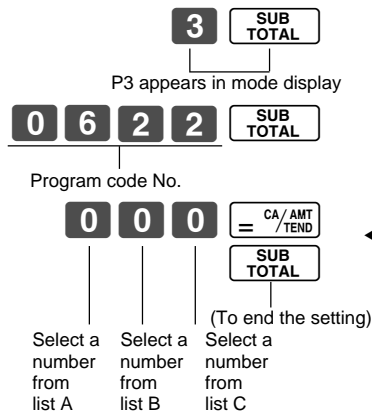 3 SUB TOTAL
P3 appears in mode display
0 6 2 2 SUB TOTAL
Program code No.
0 0 0 = CA/AMT/TEND
SUB TOTAL
(To end the setting)
Select a number from list A
Select a number from list B
Select a number from list C